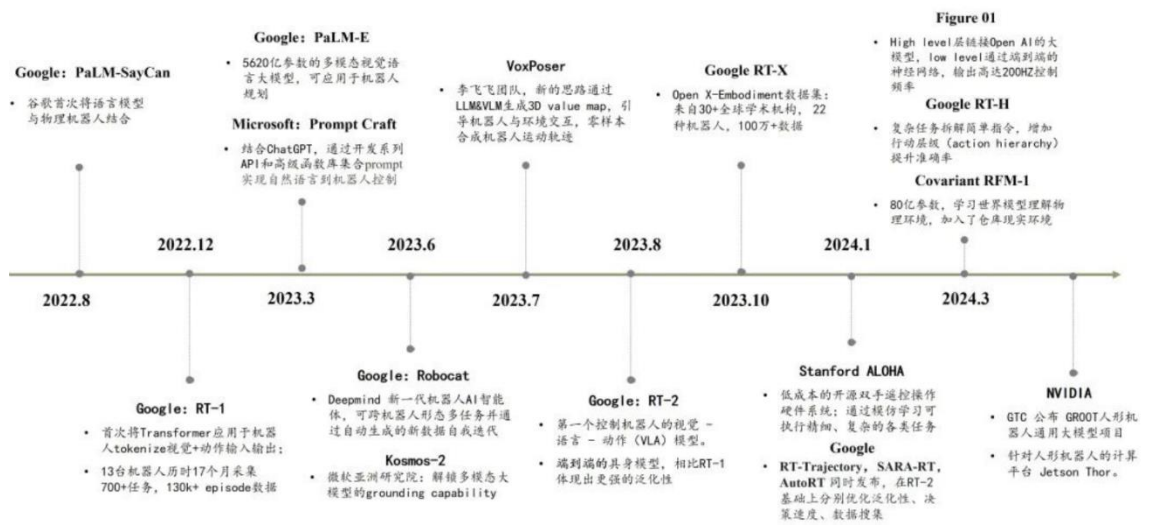 Google: PaLM-SayCan
• 谷歌首次将语言模型
与物理机器人结合
Google: PaLM-E
• 5620亿参数的多模态视觉语
言大模型，可应用于机器人
规划
Microsoft: Prompt Craft
• 结合ChatGPT，通过开发系列
API和高级函数库集合prompt
实现自然语言到机器人控制
VoxPoser
• 李飞飞团队，新的思路通过
LLM&VLM生成3D value map，引
导机器人与环境交互，零样本
合成机器人运动轨迹
Google RT-X
• Open X-Embodiment数据集：
来自30+全球学术机构，22
种机器人，100万+数据
Figure 01
• High level层链接Open AI的大
模型，low level通过端到端的
神经网络，输出高达200HZ控制
频率
Google RT-H
• 复杂任务拆解简单指令，增加
行动层级（action hierarchy）
提升准确率
Covariant RFM-1
• 80亿参数，学习世界模型理解物
理环境，加入了仓库现实环境
2022.12
2023.6
2023.8
2024.1
2022.8
2023.3
2023.7
2023.10
2024.3
Google: RT-1
• 首次将Transformer应用于机器
人tokenize视觉+动作输入输出；
• 13台机器人历时17个月采集
700+任务，130k+ episode数据
Google: Robocat
• Deepmind 新一代机器人AI智能
体，可跨机器人形态多任务并通
过自动生成的新数据自我迭代
Kosmos-2
• 微软亚洲研究院：解锁多模态大
模型的grounding capability
Google: RT-2
• 第一个控制机器人的视觉 -
语言 - 动作（VLA）模型。
• 端到端的具身模型，相比RT-1
体现出更强的泛化性
Stanford ALOHA
• 低成本的开源双手遥控操作
硬件系统；通过模仿学习可
执行精细、复杂的各类任务
Google
• RT-Trajectory，SARA-RT，
AutoRT 同时发布，在RT-2
基础上分别优化泛化性、决
策速度、数据搜集
NVIDIA
• GTC 公布 GROOT人形机
器人通用大模型项目
• 针对人形机器人的计算
平台 Jetson Thor。